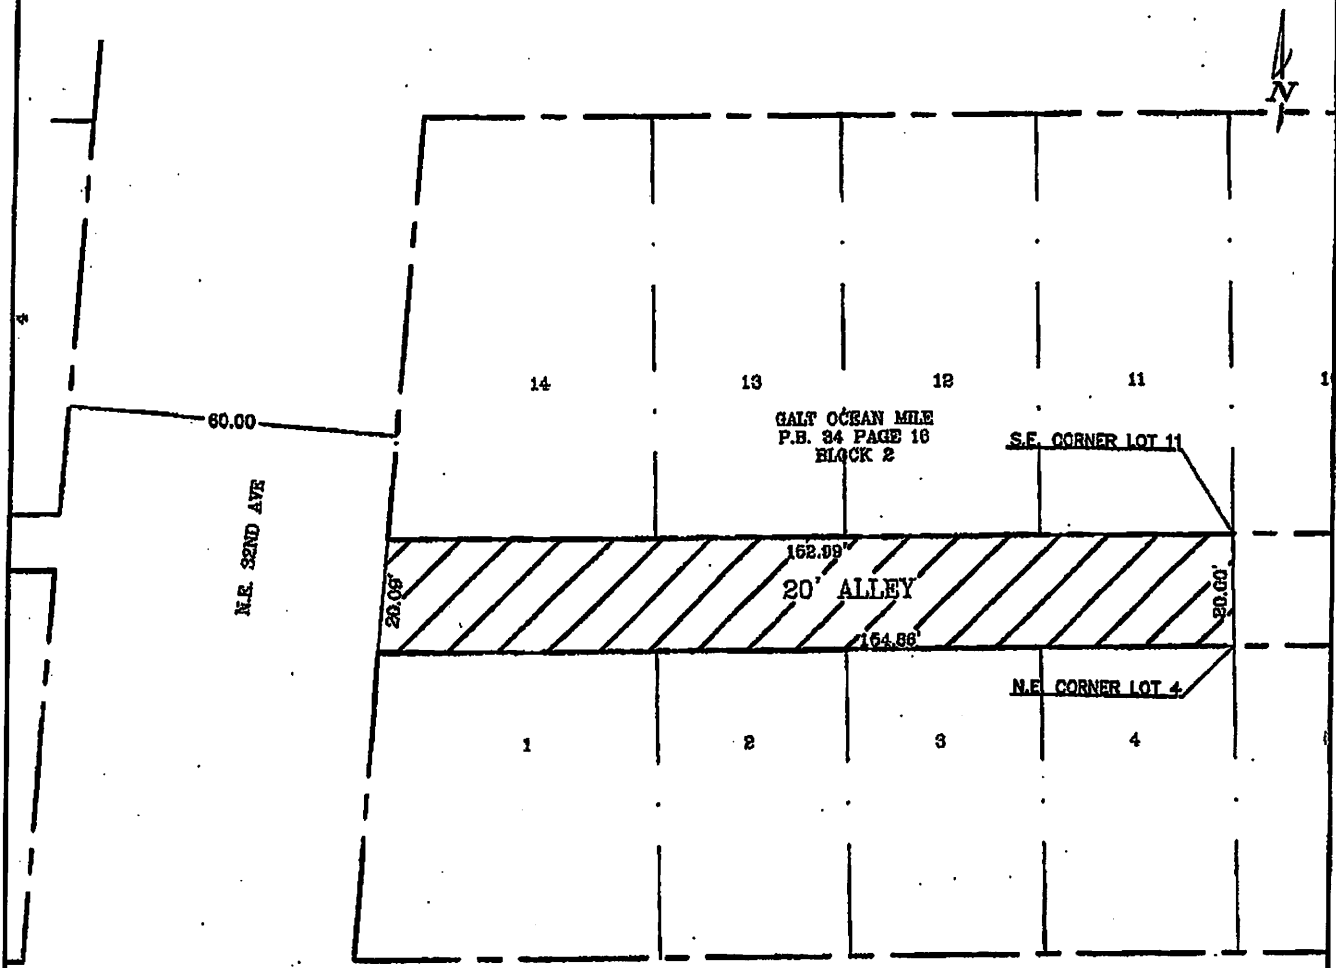 N
4
14
13
12
11
60.00
GALT OCEAN MILE
P.B. 34 PAGE 16
BLOCK 2
S.E. CORNER LOT 11
N.E. 32ND AVE
152.99'
20' ALLEY
20.09'
20.00'
154.86'
N.E. CORNER LOT 4
1
2
3
4